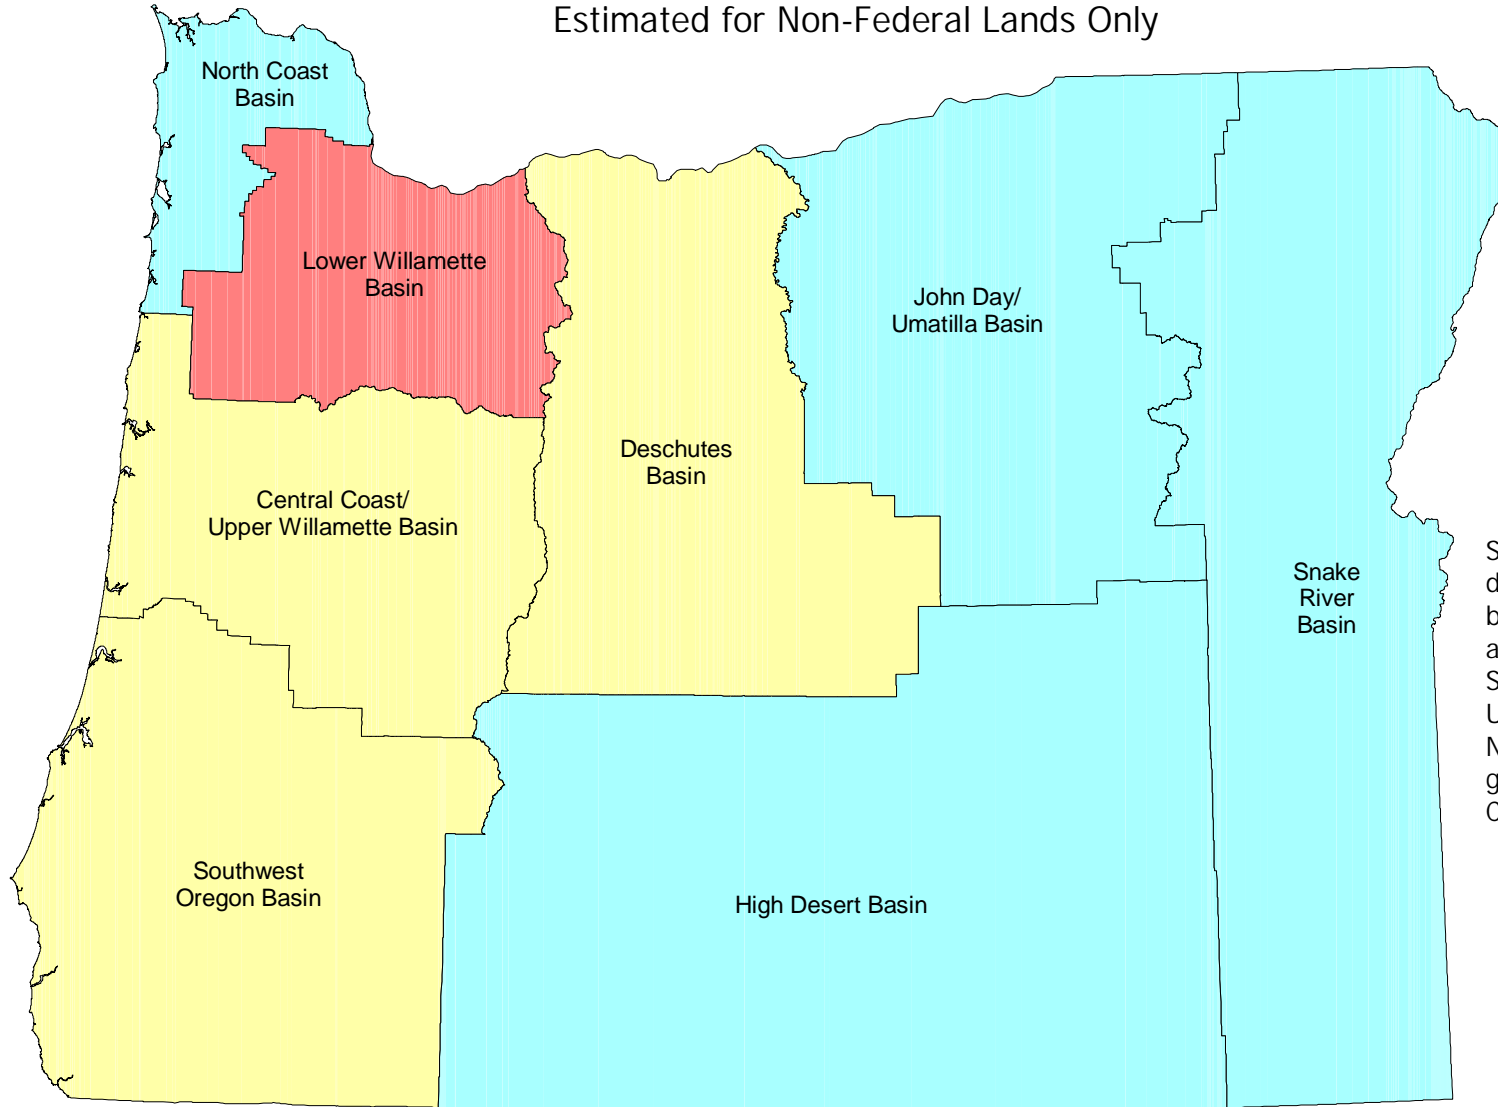 Estimated for Non-Federal Lands Only
North Coast
Basin
Lower Willamette
Basin
John Day/
Umatilla Basin
Deschutes
Basin
Central Coast/
Upper Willamette Basin
Snake
River
Basin
Southwest
Oregon Basin
High Desert Basin